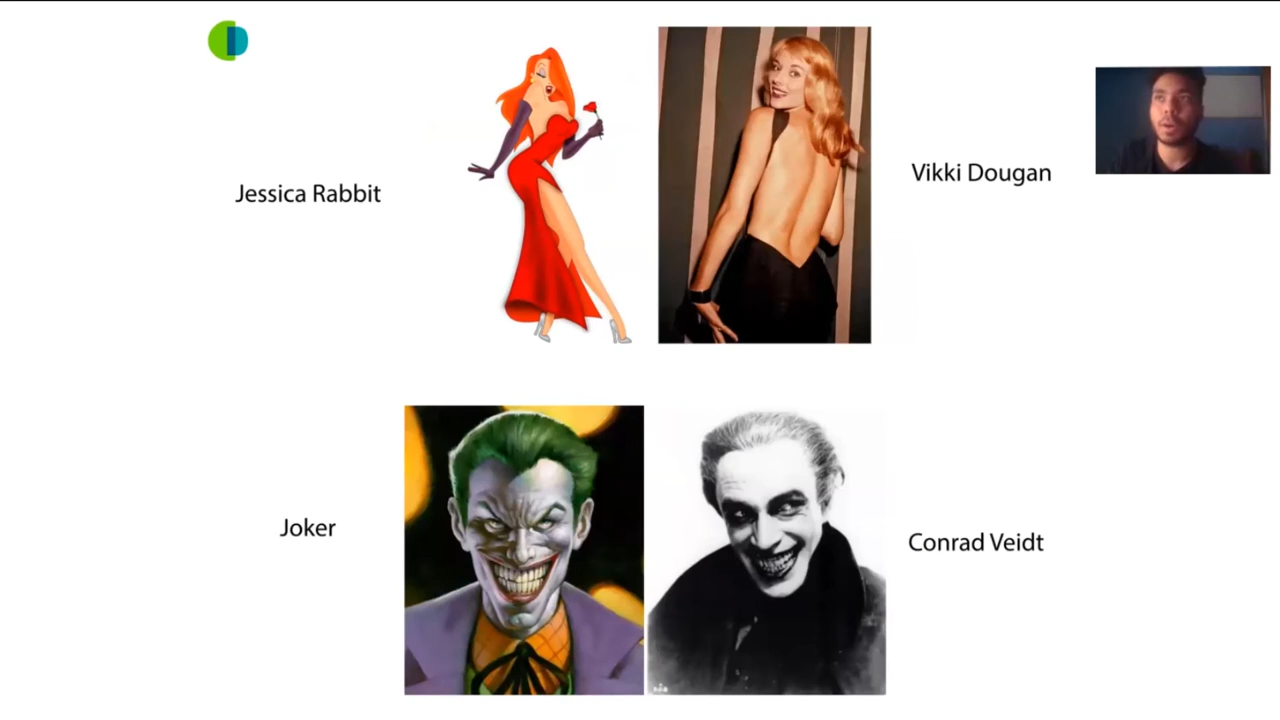 Jessica Rabbit
Vikki Dougan
Joker
Conrad Veidt